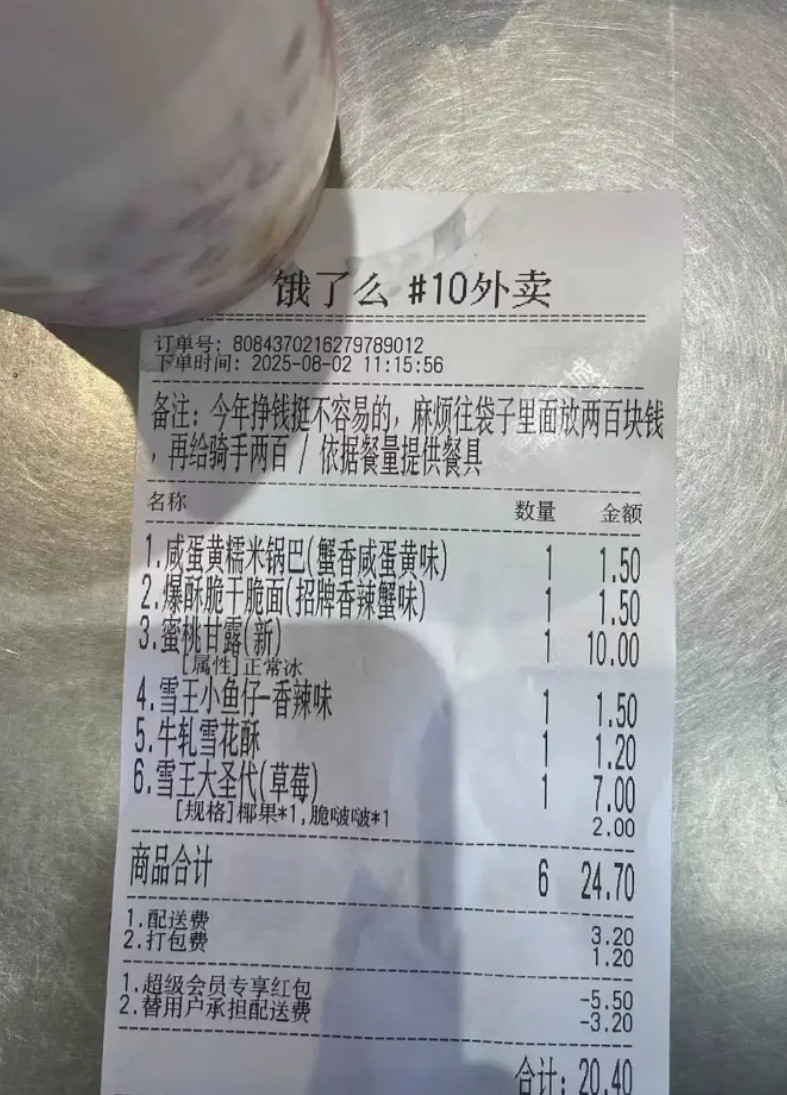 饿了么 #10外卖
订单号: 8084370216279789012
下单时间: 2025-08-02 11:15:56
备注: 今年挣钱挺不容易的, 麻烦往袋子里面放两百块钱
, 再给骑手两百 / 依据餐量提供餐具
名称 数量 金额
1.咸蛋黄糯米锅巴(蟹香咸蛋黄味) 1 1.50
2.爆酥脆干脆面(招牌香辣蟹味) 1 1.50
3.蜜桃甘露(新) 1 10.00
[属性]正常冰
4.雪王小鱼仔-香辣味 1 1.50
5.牛轧雪花酥 1 1.20
6.雪王大圣代(草莓) 1 7.00
[规格]椰果*1,脆啵啵*1 2.00
商品合计 6 24.70
1.配送费 3.20
2.打包费 1.20
1.超级会员专享红包 -5.50
2.替用户承担配送费 -3.20
合计: 20.40